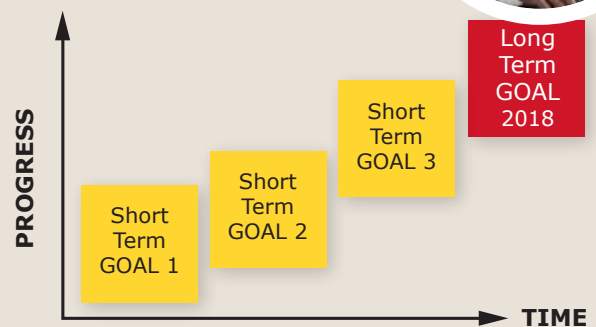 PROGRESS
Short
Term
GOAL 1
Short
Term
GOAL 2
Short
Term
GOAL 3
Long
Term
GOAL
2018
TIME